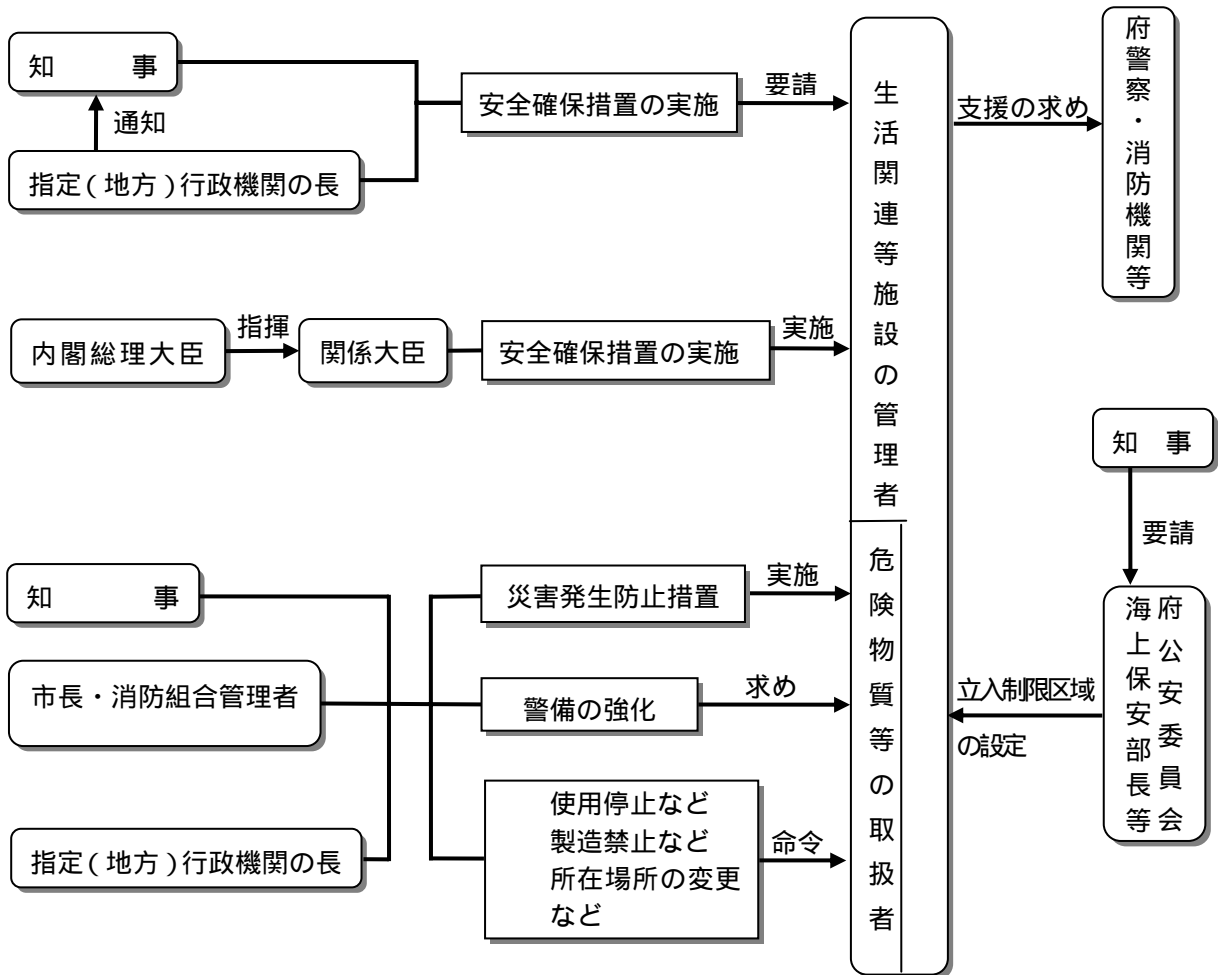 知　　事
通知
指定(地方)行政機関の長
安全確保措置の実施
要請
内閣総理大臣
指揮
関係大臣
安全確保措置の実施
実施
知　　事
市長・消防組合管理者
指定(地方)行政機関の長
災害発生防止措置
実施
警備の強化
求め
使用停止など
製造禁止など
所在場所の変更
など
命令
生活関連等施設の管理者
危険物質等の取扱者
支援の求め
府警察・消防機関等
知　事
要請
府公安委員会
海上保安部長等
立入制限区域
の設定